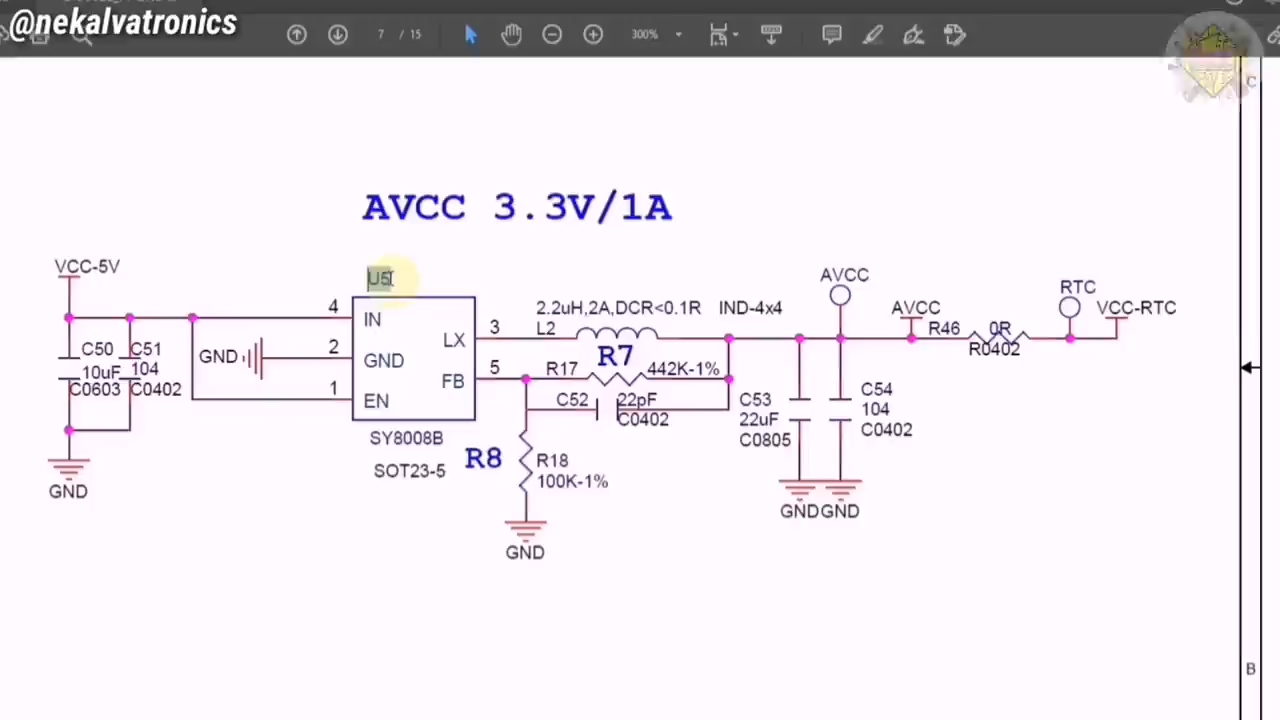 @nekalvatronics
7 / 15
300%
C
AVCC 3.3V/1A
VCC-5V
U5
AVCC
RTC
4
IN
2.2uH,2A,DCR<0.1R
IND-4x4
AVCC
VCC-RTC
L2
R46
0R
R0402
3
LX
C50
10uF
C0603
C51
104
C0402
GND
2
GND
R7
5
FB
R17
442K-1%
1
EN
C52
22pF
C0402
C53
22uF
C0805
C54
104
C0402
SY8008B
SOT23-5
R8
R18
100K-1%
GND
GND
GND
GND
B